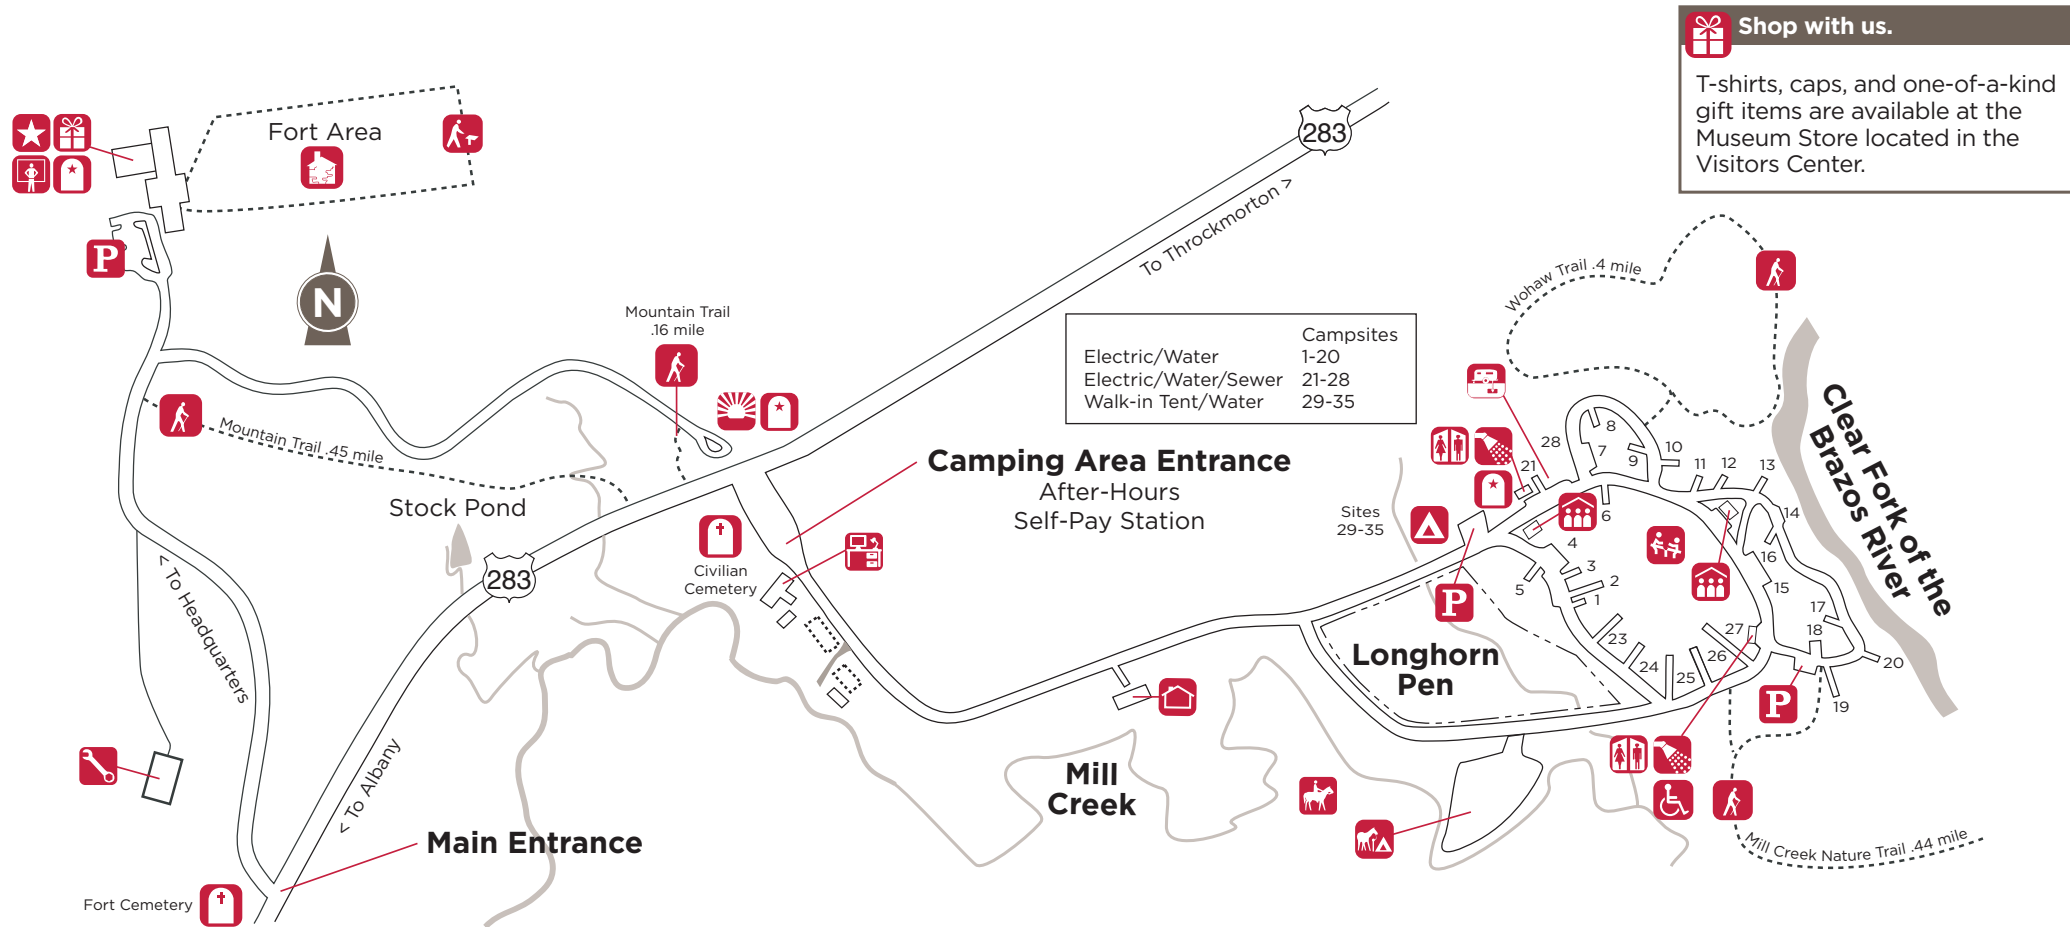 Shop with us.
T-shirts, caps, and one-of-a-kind
gift items are available at the
Museum Store located in the
Visitors Center.
Fort Area
283
To Throckmorton >
P
N
Mountain Trail
.16 mile
Wohaw Trail .4 mile
Campsites
Electric/Water 1-20
Electric/Water/Sewer 21-28
Walk-in Tent/Water 29-35
Mountain Trail .45 mile
Stock Pond
Camping Area Entrance
After-Hours
Self-Pay Station
Clear Fork of the
Brazos River
Sites
29-35
28
21
8
7
9
10
11
12
13
14
6
4
16
3
2
1
5
15
17
18
27
23
24
25
26
20
19
P
P
Civilian
Cemetery
283
< To Headquarters
Longhorn
Pen
Mill
Creek
< To Albany
Main Entrance
Mill Creek Nature Trail .44 mile
Fort Cemetery